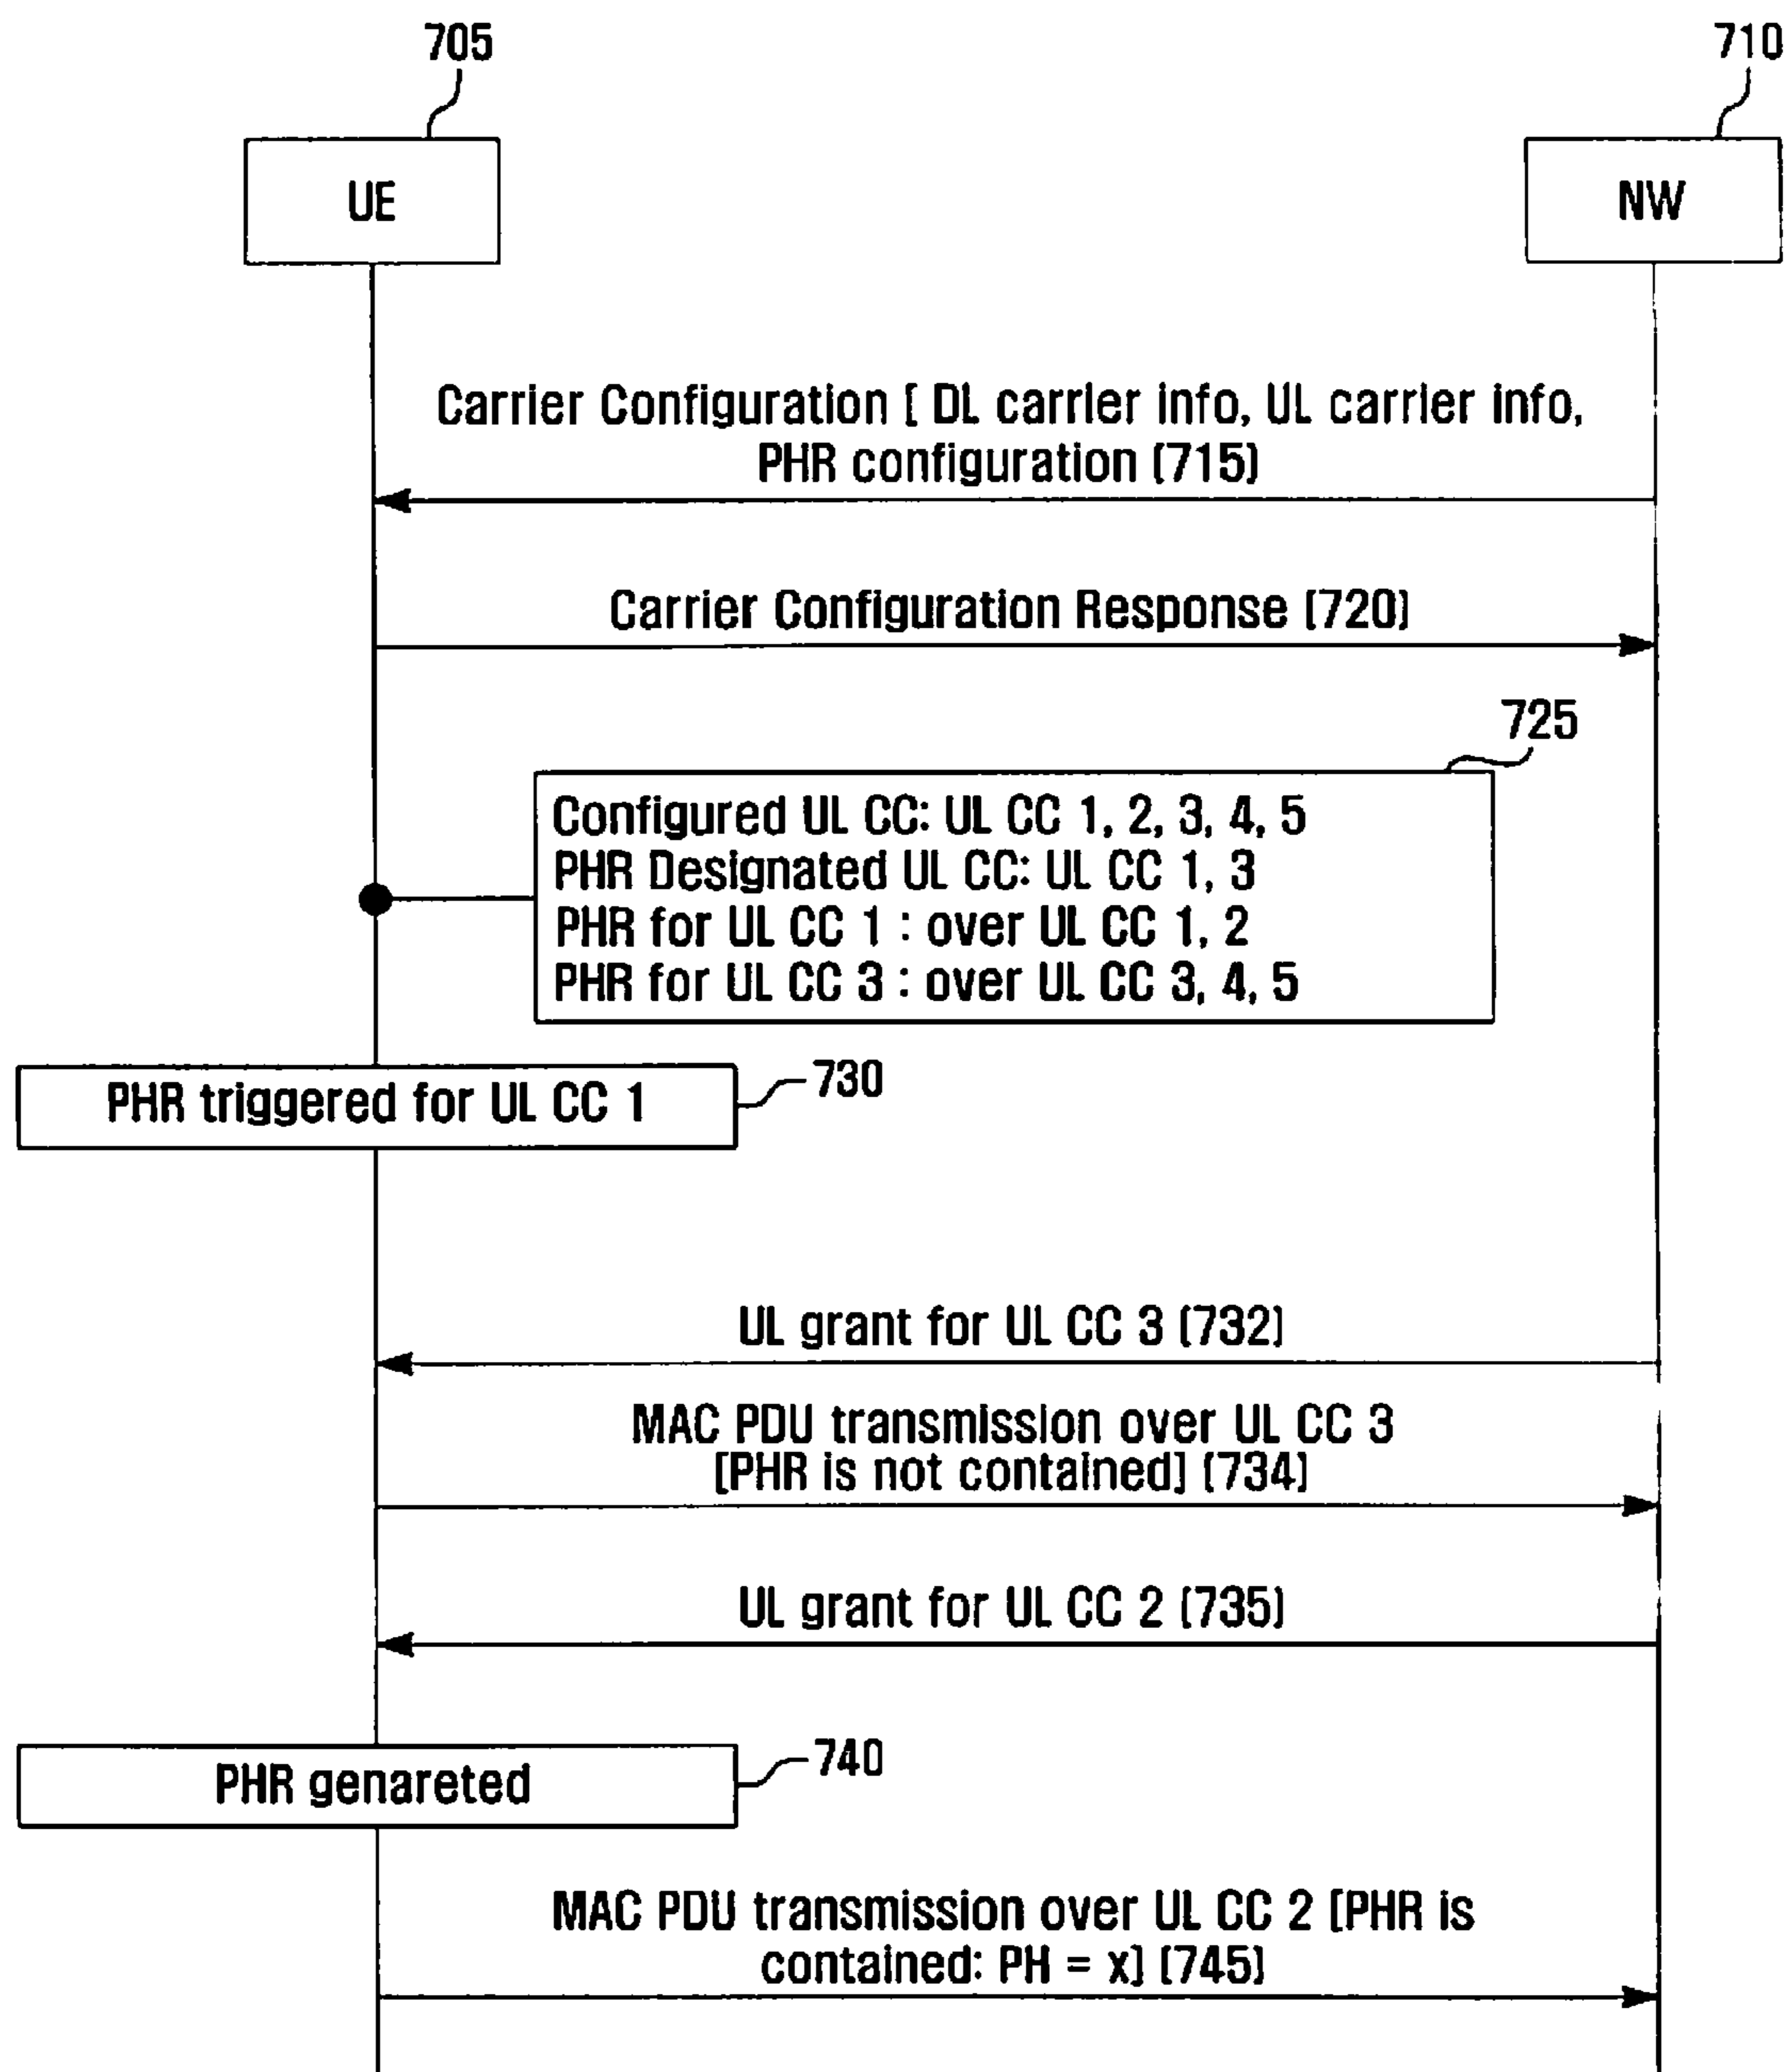 705
710
UE
NW
Carrier Configuration [ DL carrier info, UL carrier info,
PHR configuration (715)
Carrier Configuration Response (720)
725
Configured UL CC: UL CC 1, 2, 3, 4, 5
PHR Designated UL CC: UL CC 1, 3
PHR for UL CC 1 : over UL CC 1, 2
PHR for UL CC 3 : over UL CC 3, 4, 5
PHR triggered for UL CC 1
730
UL grant for UL CC 3 (732)
MAC PDU transmission over UL CC 3
[PHR is not contained] (734)
UL grant for UL CC 2 (735)
PHR genareted
740
MAC PDU transmission over UL CC 2 [PHR is
contained: PH = x] (745)